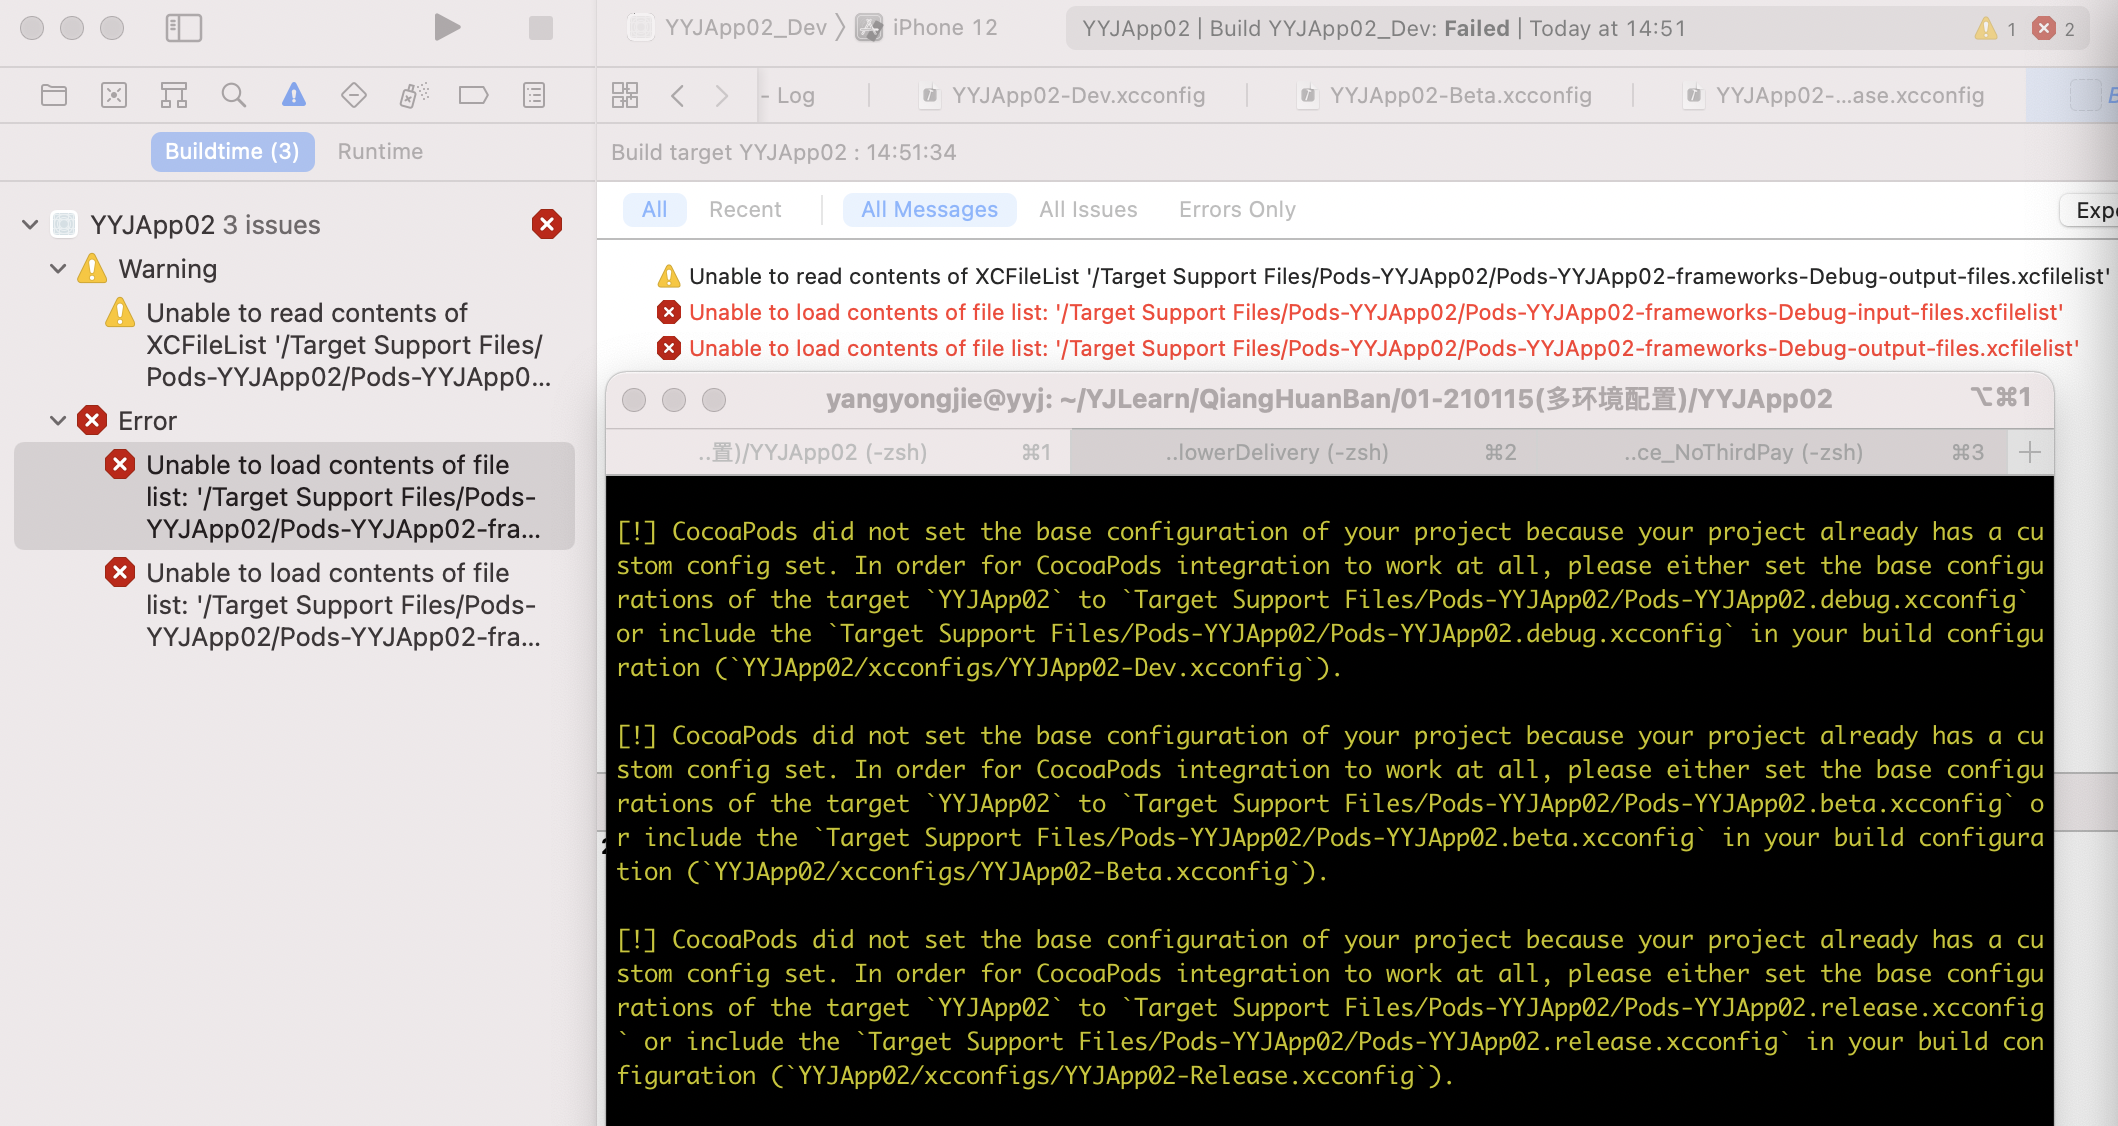 YYJApp02_Dev
iPhone 12
YYJApp02 | Build YYJApp02_Dev: Failed | Today at 14:51
1
2
- Log
YYJApp02-Dev.xcconfig
YYJApp02-Beta.xcconfig
YYJApp02-...ase.xcconfig
Buildtime (3)
Runtime
Build target YYJApp02 : 14:51:34
All
Recent
All Messages
All Issues
Errors Only
YYJApp02 3 issues
Warning
Unable to read contents of
XCFileList '/Target Support Files/
Pods-YYJApp02/Pods-YYJApp0...
Error
Unable to load contents of file
list: '/Target Support Files/Pods-
YYJApp02/Pods-YYJApp02-fra...
Unable to load contents of file
list: '/Target Support Files/Pods-
YYJApp02/Pods-YYJApp02-fra...
Unable to read contents of XCFileList '/Target Support Files/Pods-YYJApp02/Pods-YYJApp02-frameworks-Debug-output-files.xcfilelist'
Unable to load contents of file list: '/Target Support Files/Pods-YYJApp02/Pods-YYJApp02-frameworks-Debug-input-files.xcfilelist'
Unable to load contents of file list: '/Target Support Files/Pods-YYJApp02/Pods-YYJApp02-frameworks-Debug-output-files.xcfilelist'
yangyongjie@yyj: ~/YJLearn/QiangHuanBan/01-210115(多环境配置)/YYJApp02
⌥⌘1
..置)/YYJApp02 (-zsh)
⌘1
..lowerDelivery (-zsh)
⌘2
..ce_NoThirdPay (-zsh)
⌘3
[!] CocoaPods did not set the base configuration of your project because your project already has a cu
stom config set. In order for CocoaPods integration to work at all, please either set the base configu
rations of the target `YYJApp02` to `Target Support Files/Pods-YYJApp02/Pods-YYJApp02.debug.xcconfig`
or include the `Target Support Files/Pods-YYJApp02/Pods-YYJApp02.debug.xcconfig` in your build configu
ration (`YYJApp02/xcconfigs/YYJApp02-Dev.xcconfig`).
[!] CocoaPods did not set the base configuration of your project because your project already has a cu
stom config set. In order for CocoaPods integration to work at all, please either set the base configu
rations of the target `YYJApp02` to `Target Support Files/Pods-YYJApp02/Pods-YYJApp02.beta.xcconfig` o
r include the `Target Support Files/Pods-YYJApp02/Pods-YYJApp02.beta.xcconfig` in your build configura
tion (`YYJApp02/xcconfigs/YYJApp02-Beta.xcconfig`).
[!] CocoaPods did not set the base configuration of your project because your project already has a cu
stom config set. In order for CocoaPods integration to work at all, please either set the base configu
rations of the target `YYJApp02` to `Target Support Files/Pods-YYJApp02/Pods-YYJApp02.release.xcconfig
` or include the `Target Support Files/Pods-YYJApp02/Pods-YYJApp02.release.xcconfig` in your build con
figuration (`YYJApp02/xcconfigs/YYJApp02-Release.xcconfig`).